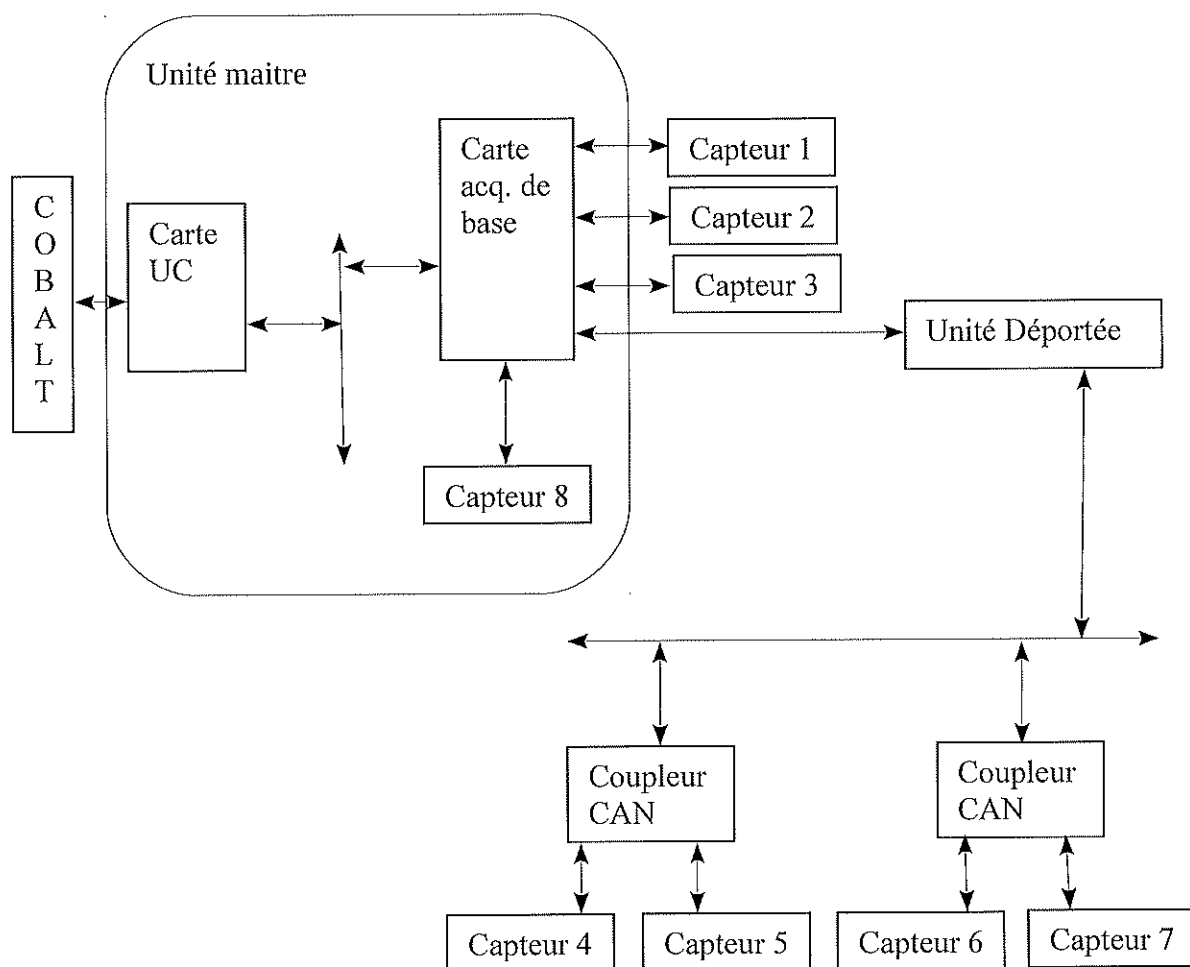 Unité maitre
C
O
B
A
L
T
Carte
UC
Carte
acq. de
base
Capteur 1
Capteur 2
Capteur 3
Unité Déportée
Capteur 8
Coupleur
CAN
Coupleur
CAN
Capteur 4
Capteur 5
Capteur 6
Capteur 7